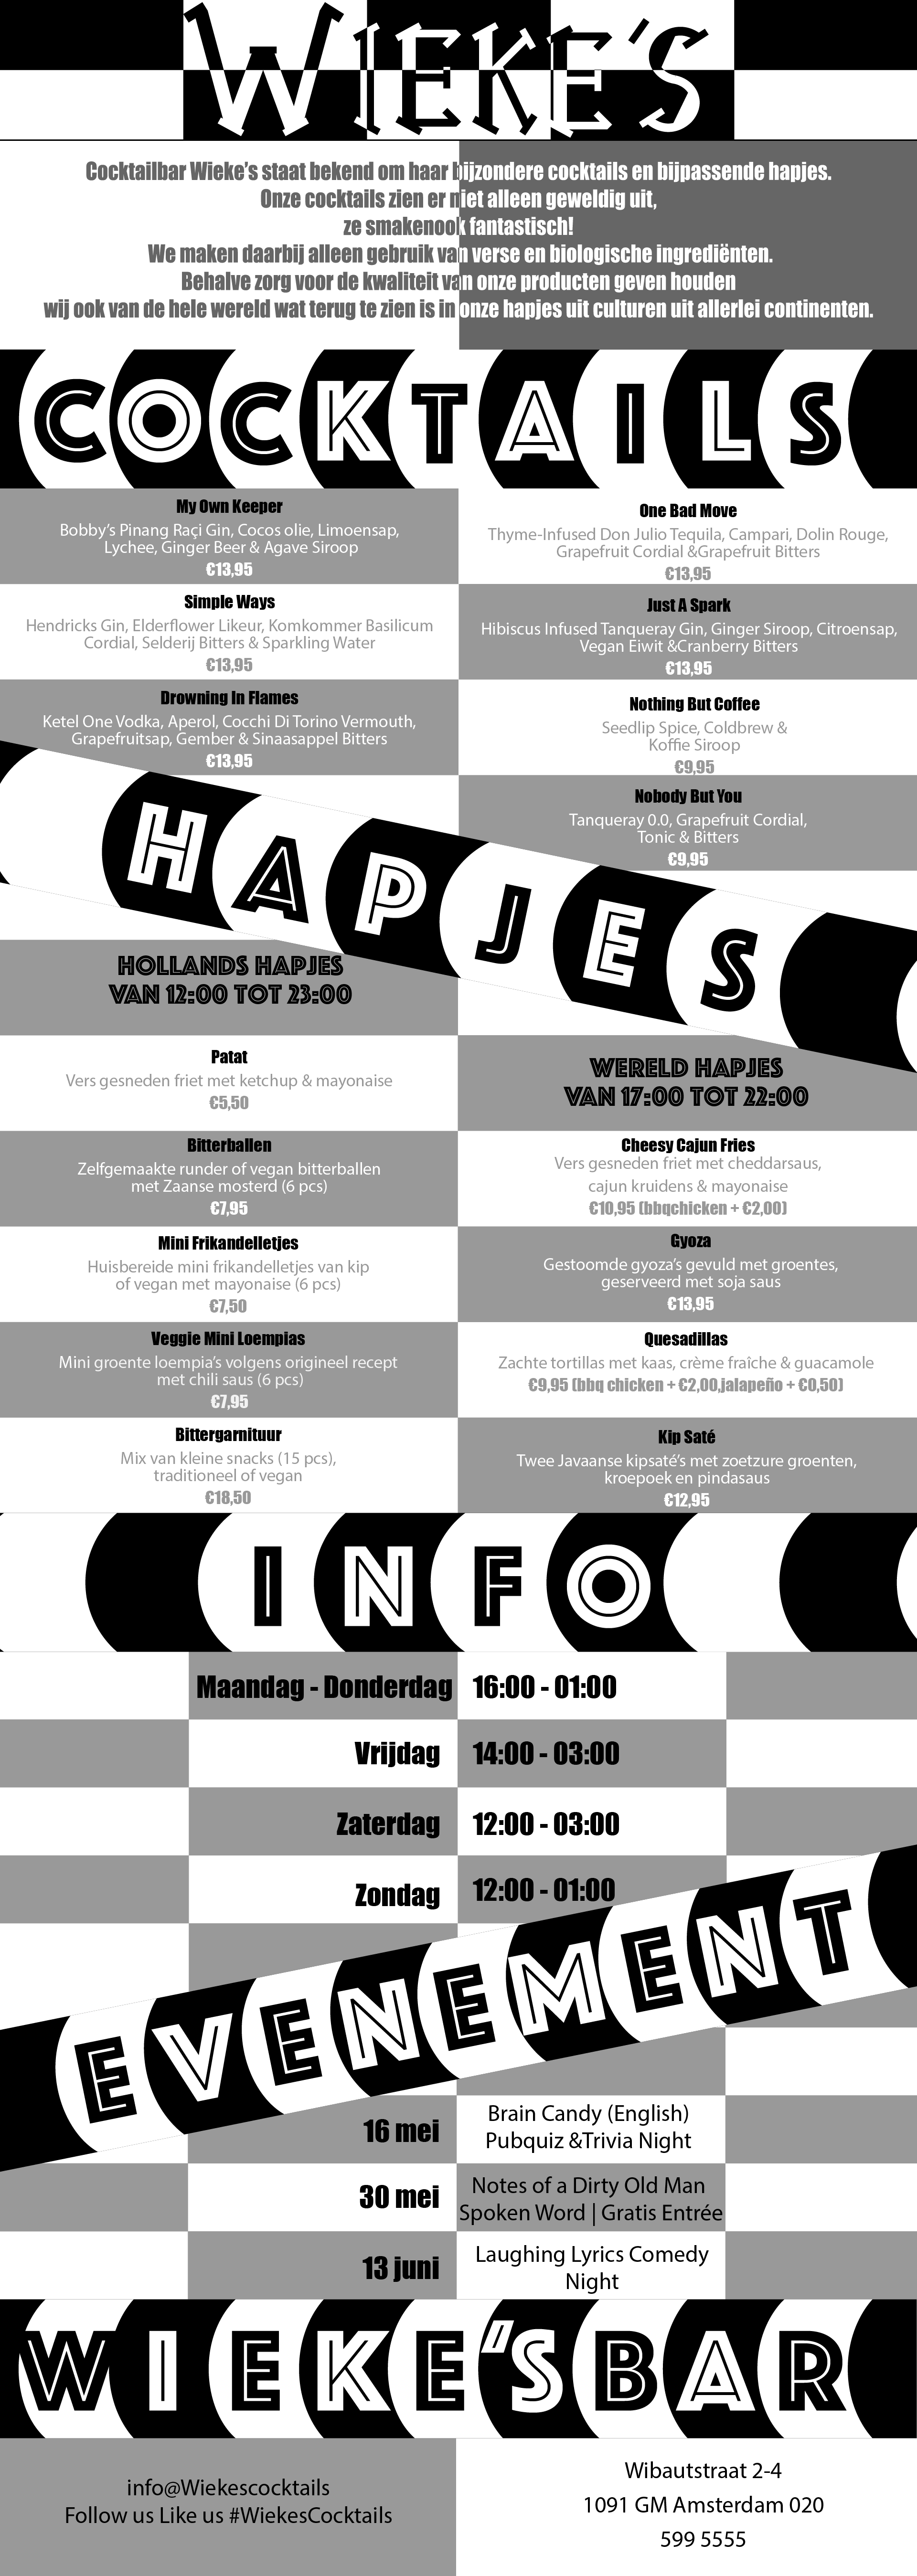 WIEKE'S
Cocktailbar Wieke's staat bekend om haar bijzondere cocktails en bijpassende hapjes.
Onze cocktails zien er niet alleen geweldig uit,
ze smakenook fantastisch!
We maken daarbij alleen gebruik van verse en biologische ingrediënten.
Behalve zorg voor de kwaliteit van onze producten geven houden
wij ook van de hele wereld wat terug te zien is in onze hapjes uit culturen uit allerlei continenten.
COCKTAILS
My Own Keeper
Bobby's Pinang Raçi Gin, Cocos olie, Limoensap,
Lychee, Ginger Beer & Agave Siroop
€13,95
One Bad Move
Thyme-Infused Don Julio Tequila, Campari, Dolin Rouge,
Grapefruit Cordial &Grapefruit Bitters
€13,95
Simple Ways
Hendricks Gin, Elderflower Likeur, Komkommer Basilicum
Cordial, Selderij Bitters & Sparkling Water
€13,95
Just A Spark
Hibiscus Infused Tanqueray Gin, Ginger Siroop, Citroensap,
Vegan Eiwit &Cranberry Bitters
€13,95
Drowning In Flames
Ketel One Vodka, Aperol, Cocchi Di Torino Vermouth,
Grapefruitsap, Gember & Sinaasappel Bitters
€13,95
Nothing But Coffee
Seedlip Spice, Coldbrew &
Koffie Siroop
€9,95
Nobody But You
Tanqueray 0.0, Grapefruit Cordial,
Tonic & Bitters
€9,95
HAPJES
HOLLANDS HAPJES
VAN 12:00 TOT 23:00
Patat
Vers gesneden friet met ketchup & mayonaise
€5,50
Bitterballen
Zelfgemaakte runder of vegan bitterballen
met Zaanse mosterd (6 pcs)
€7,95
Mini Frikandelletjes
Huisbereide mini frikandelletjes van kip
of vegan met mayonaise (6 pcs)
€7,50
Veggie Mini Loempias
Mini groente loempia's volgens origineel recept
met chili saus (6 pcs)
€7,95
Bittergarnituur
Mix van kleine snacks (15 pcs),
traditioneel of vegan
€18,50
WERELD HAPJES
VAN 17:00 TOT 22:00
Cheesy Cajun Fries
Vers gesneden friet met cheddarsaus,
cajun kruidens & mayonaise
€10,95 (bbqchicken + €2,00)
Gyoza
Gestoomde gyoza's gevuld met groentes,
geserveerd met soja saus
€13,95
Quesadillas
Zachte tortillas met kaas, crème fraîche & guacamole
€9,95 (bbq chicken + €2,00,jalapeño + €0,50)
Kip Saté
Twee Javaanse kipsaté's met zoetzure groenten,
kroepoek en pindasaus
€12,95
INFO
Maandag - Donderdag 16:00 - 01:00
Vrijdag 14:00 - 03:00
Zaterdag 12:00 - 03:00
Zondag 12:00 - 01:00
EVENEMENT
16 mei
Brain Candy (English)
Pubquiz &Trivia Night
30 mei
Notes of a Dirty Old Man
Spoken Word | Gratis Entrée
13 juni
Laughing Lyrics Comedy
Night
WIEKE'S BAR
info@Wiekescocktails
Follow us Like us #WiekesCocktails
Wibautstraat 2-4
1091 GM Amsterdam 020
599 5555